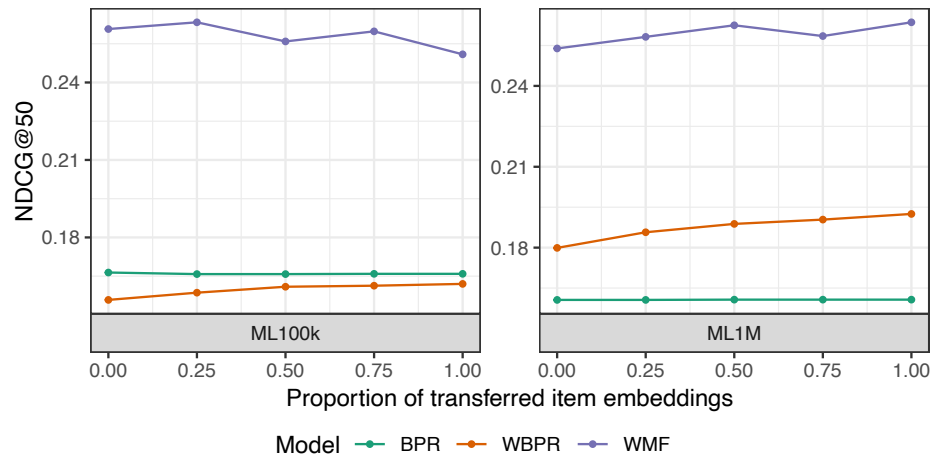 NDCG@50
0.24
0.21
0.18
0.24
0.21
0.18
ML100k
ML1M
0.00 0.25 0.50 0.75 1.00
0.00 0.25 0.50 0.75 1.00
Proportion of transferred item embeddings
Model BPR WBPR WMF